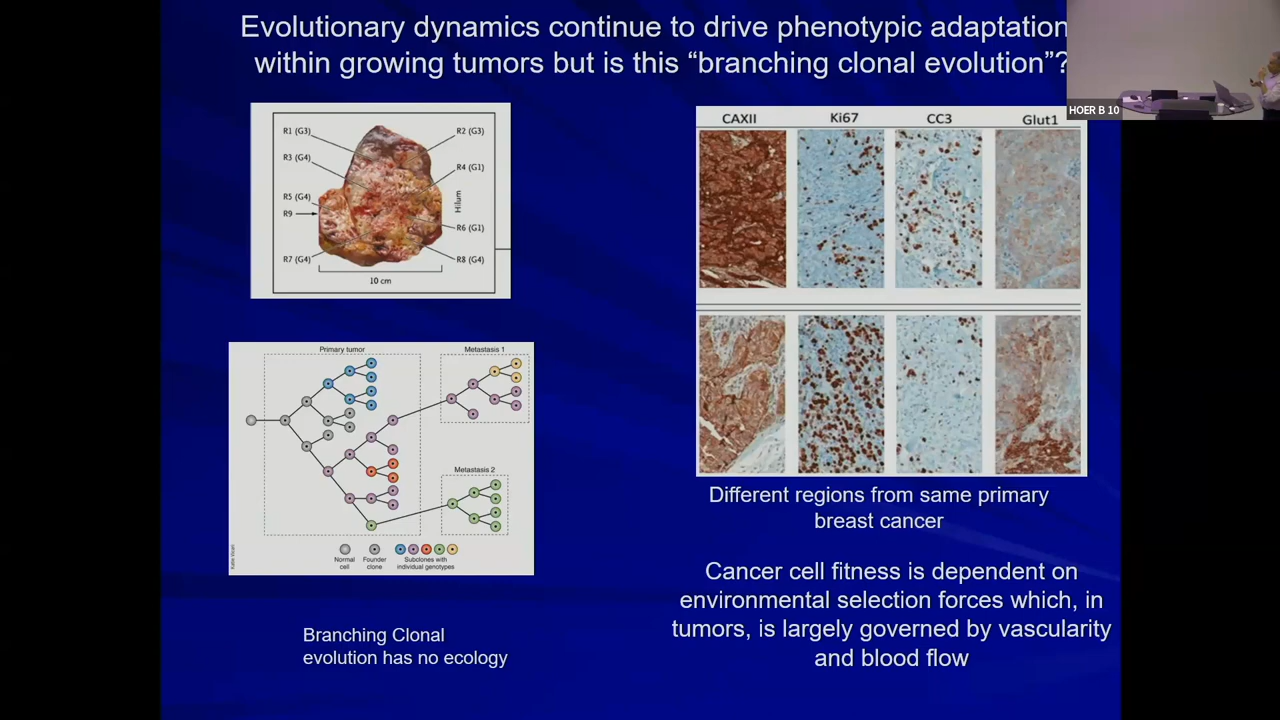 Evolutionary dynamics continue to drive phenotypic adaptation
within growing tumors but is this “branching clonal evolution”?
HOER B 10
R1 (G3)
R2 (G3)
R3 (G4)
R4 (G1)
R5 (G4)
R9
Hilum
R6 (G1)
R7 (G4)
R8 (G4)
10 cm
CAXII Ki67 CC3 Glut1
Primary tumor
Metastasis 1
Metastasis 2
Normal cell
Founder clone
Subclones with
individual genotypes
Different regions from same primary
breast cancer
Cancer cell fitness is dependent on
environmental selection forces which, in
tumors, is largely governed by vascularity
and blood flow
Branching Clonal
evolution has no ecology